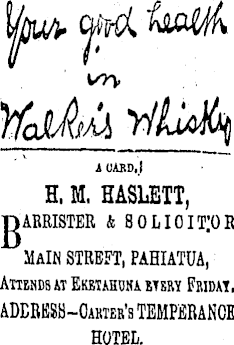 Your good health
in
Walker's Whisky
A CARD.
H. M. HASLETT,
BARRISTER & SOLICITOR
MAIN STREET, PAHIATUA,
ATTENDS AT EKETAHUNA EVERY FRIDAY.
ADDRESS—CARTER'S TEMPERANCE
HOTEL.